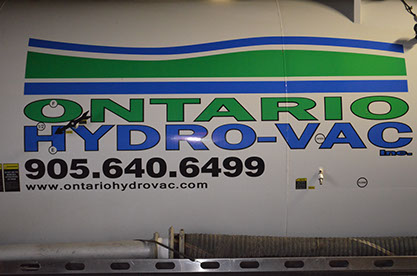 ONTARIO
HYDRO-VAC
Inc.
905.640.6499
www.ontariohydrovac.com